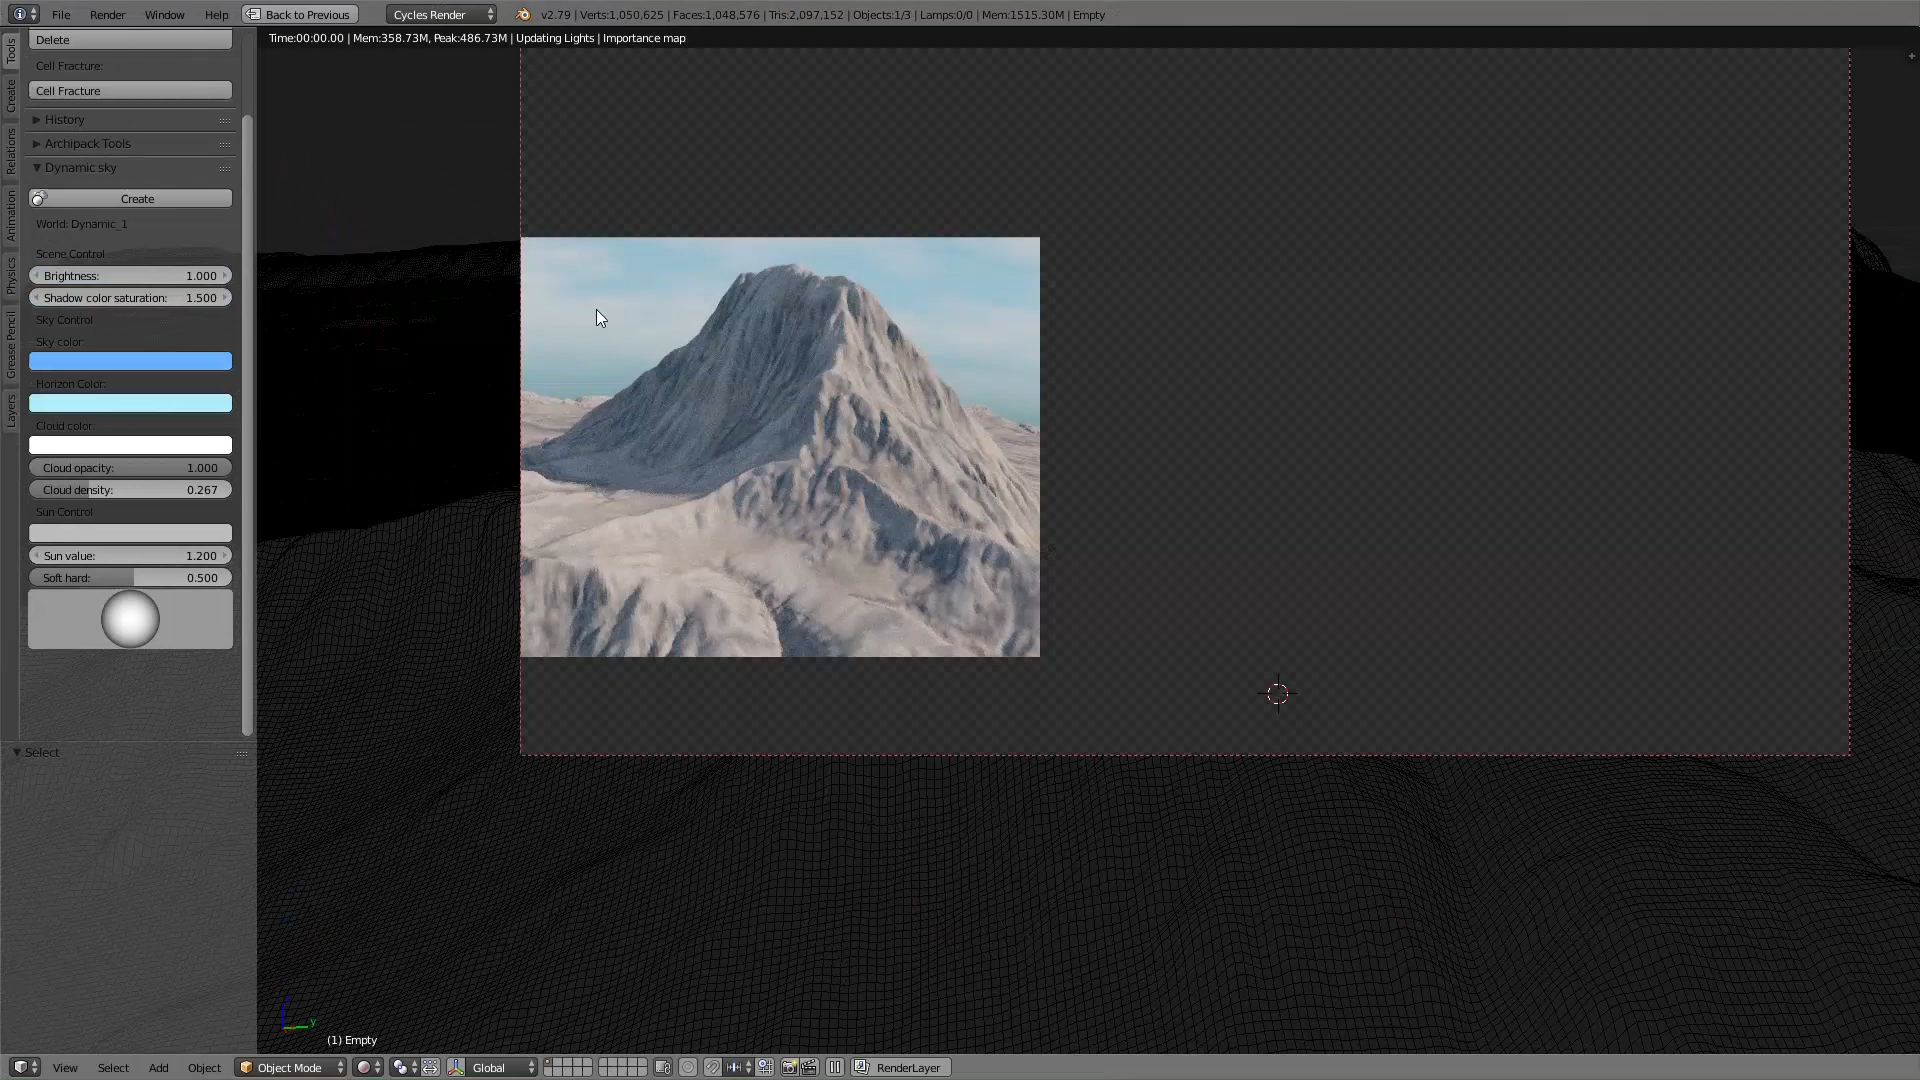 File Render Window Help Back to Previous Cycles Render v2.79 | Verts:1,050,625 | Faces:1,048,576 | Tris:2,097,152 | Objects:1/3 | Lamps:0/0 | Mem:1515.30M | Empty
Time:00:00.00 | Mem:358.73M, Peak:486.73M | Updating Lights | Importance map
Tools
Create
Relations
Animation
Physics
Grease Pencil
Layers
Delete
Cell Fracture:
Cell Fracture
History
Archipack Tools
Dynamic sky
Create
World: Dynamic_1
Scene Control
Brightness: 1.000
Shadow color saturation: 1.500
Sky Control
Sky color:
Horizon Color:
Cloud color:
Cloud opacity: 1.000
Cloud density: 0.267
Sun Control
Sun value: 1.200
Soft hard: 0.500
Select
y
(1) Empty
View Select Add Object Object Mode Global RenderLayer